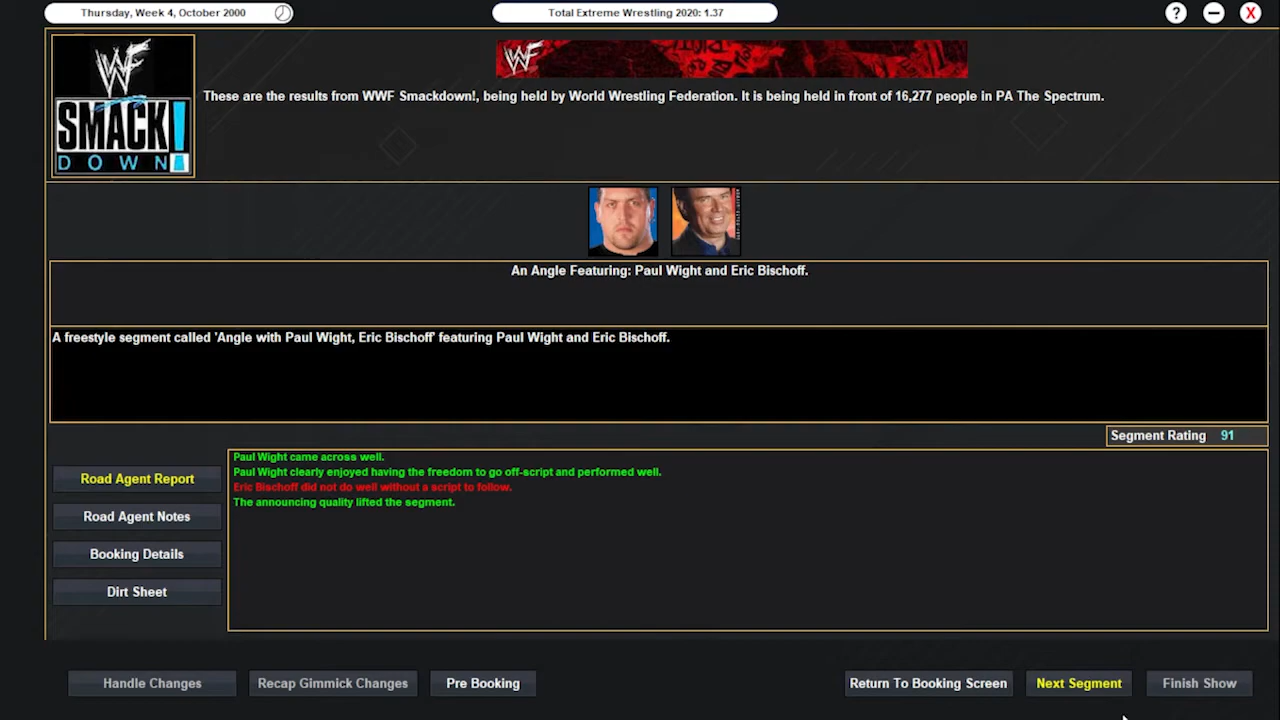 Thursday, Week 4, October 2000
Total Extreme Wrestling 2020: 1.37
?
X
WF
SMACK
DOWN!
WF
These are the results from WWF Smackdown!, being held by World Wrestling Federation. It is being held in front of 16,277 people in PA The Spectrum.
An Angle Featuring: Paul Wight and Eric Bischoff.
A freestyle segment called 'Angle with Paul Wight, Eric Bischoff' featuring Paul Wight and Eric Bischoff.
Segment Rating 91
Road Agent Report
Road Agent Notes
Booking Details
Dirt Sheet
Paul Wight came across well.
Paul Wight clearly enjoyed having the freedom to go off-script and performed well.
Eric Bischoff did not do well without a script to follow.
The announcing quality lifted the segment.
Handle Changes
Recap Gimmick Changes
Pre Booking
Return To Booking Screen
Next Segment
Finish Show